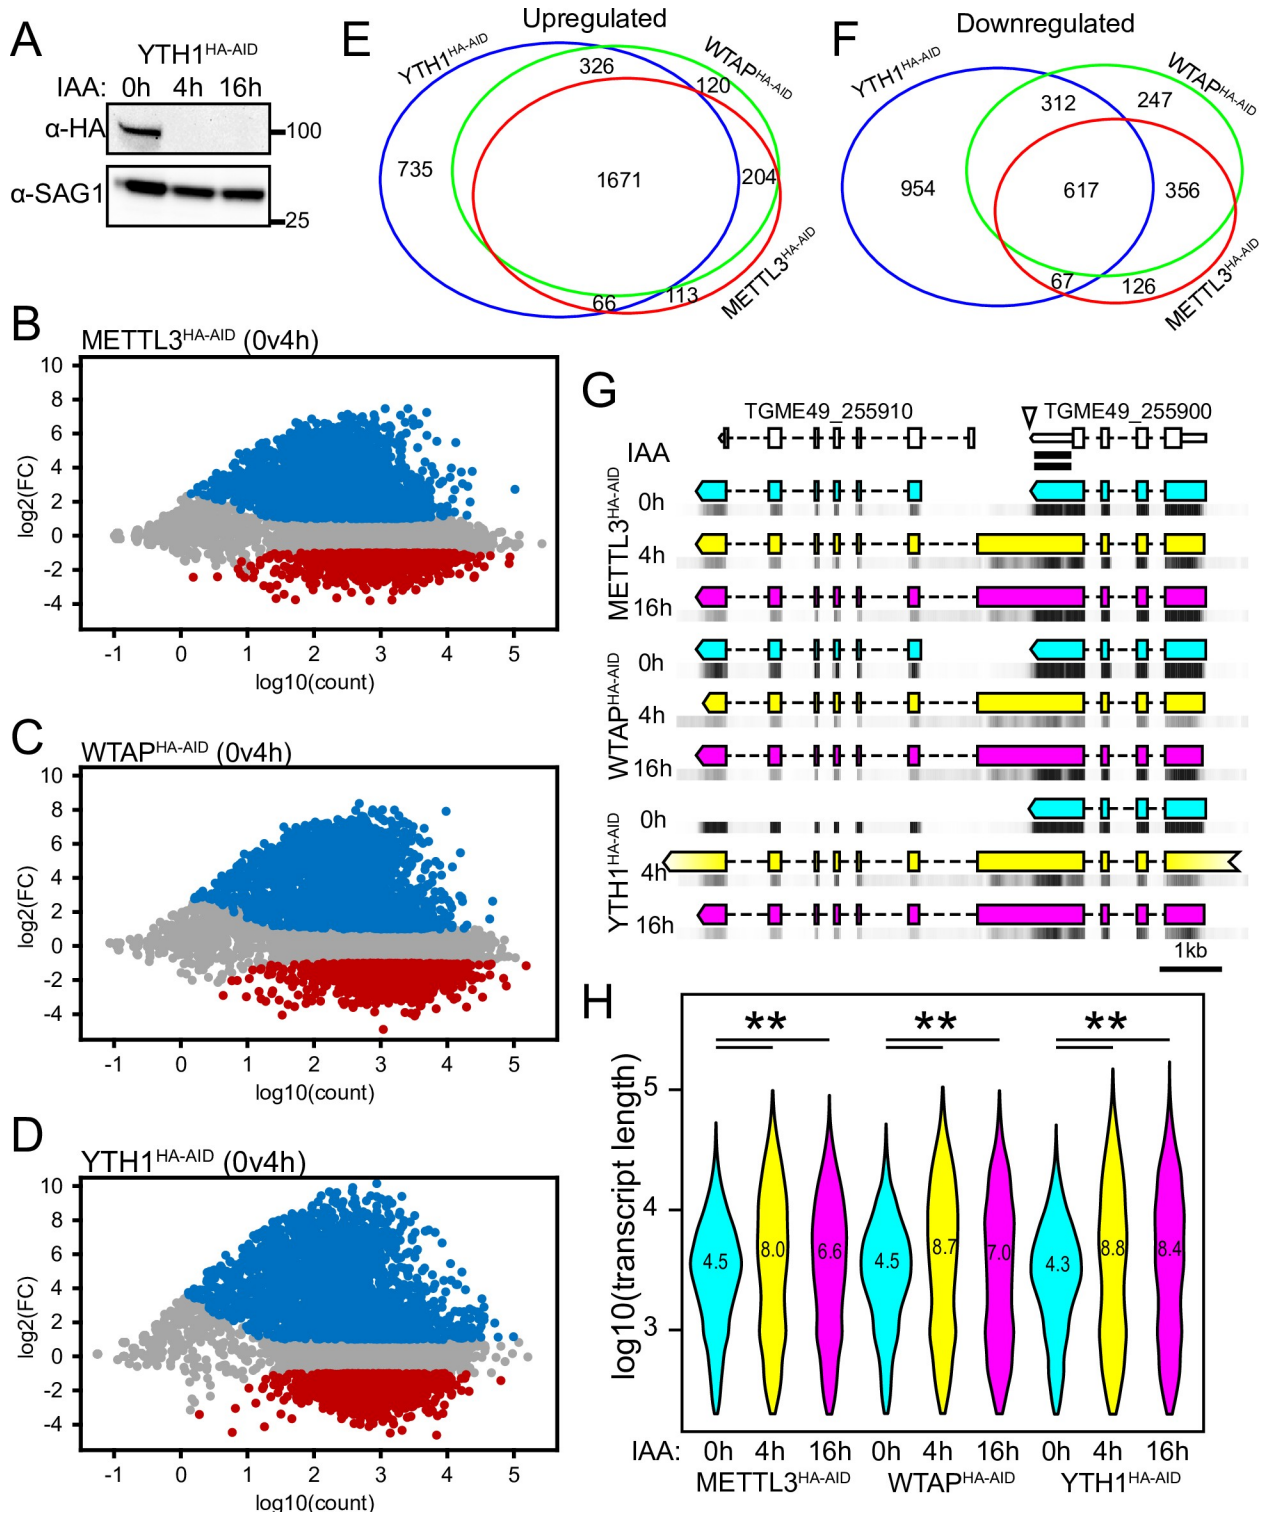 A
YTH1HA-AID
IAA: 0h 4h 16h
α-HA
100
α-SAG1
25
B
METTL3HA-AID (0v4h)
log2(FC)
10
8
6
4
2
0
-2
-4
-1 0 1 2 3 4 5
log10(count)
C
WTAPHA-AID (0v4h)
log2(FC)
10
8
6
4
2
0
-2
-4
-1 0 1 2 3 4 5
log10(count)
D
YTH1HA-AID (0v4h)
log2(FC)
10
8
6
4
2
0
-2
-4
-1 0 1 2 3 4 5
log10(count)
E
Upregulated
YTH1HA-AID
WTAPHA-AID
METTL3HA-AID
326
120
735
1671
204
66
113
F
Downregulated
YTH1HA-AID
WTAPHA-AID
METTL3HA-AID
312
247
954
617
356
67
126
G
TGME49_255910
TGME49_255900
IAA
METTL3HA-AID
0h
4h
16h
WTAPHA-AID
0h
4h
16h
YTH1HA-AID
0h
4h
16h
1kb
H
log10(transcript length)
5
4
3
** ** **
4.5 8.0 6.6 4.5 8.7 7.0 4.3 8.8 8.4
IAA: 0h 4h 16h 0h 4h 16h 0h 4h 16h
METTL3HA-AID WTAPHA-AID YTH1HA-AID